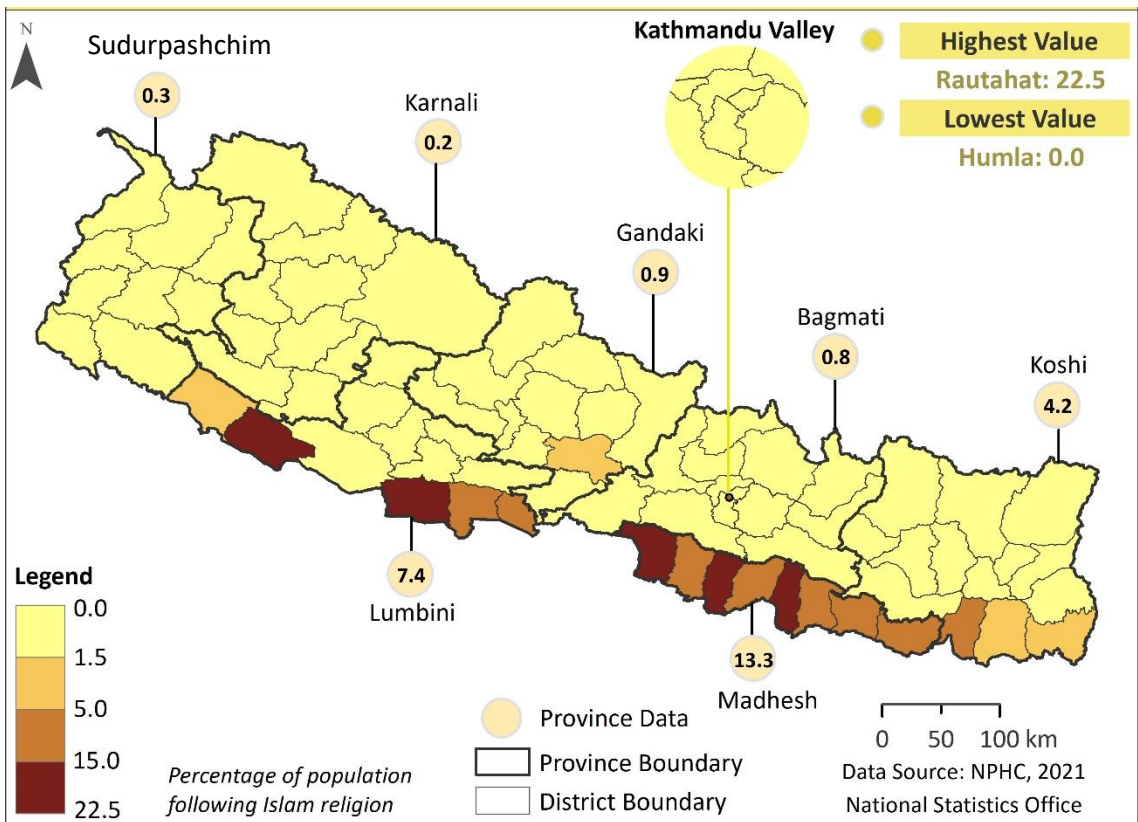 N
Sudurpashchim
0.3
Karnali
0.2
Kathmandu Valley
Highest Value
Rautahat: 22.5
Lowest Value
Humla: 0.0
Gandaki
0.9
Bagmati
0.8
Koshi
4.2
7.4
Lumbini
13.3
Madhesh
Legend
0.0
1.5
5.0
15.0
22.5
Percentage of population
following Islam religion
Province Data
Province Boundary
District Boundary
0 50 100 km
Data Source: NPHC, 2021
National Statistics Office